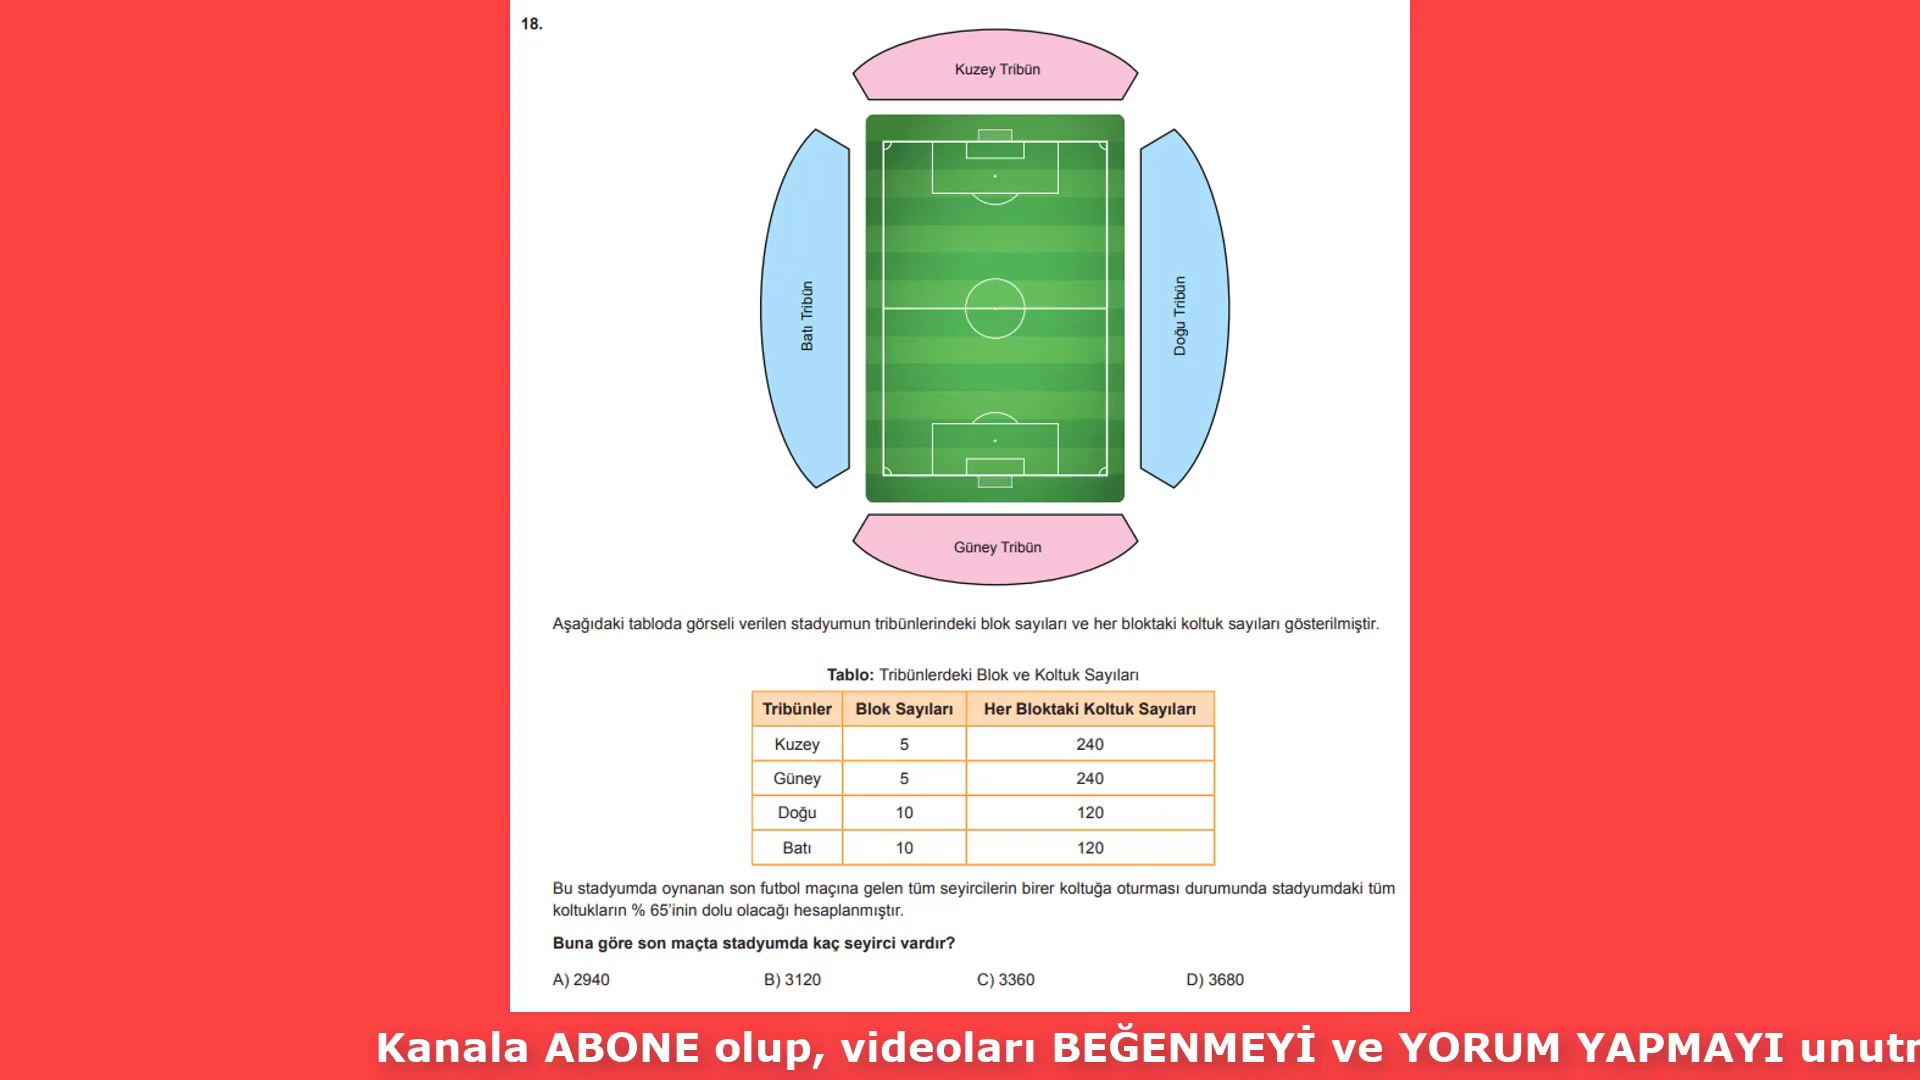 18.
Kuzey Tribün
Batı Tribün
Doğu Tribün
Güney Tribün
Aşağıdaki tabloda görseli verilen stadyumun tribünlerindeki blok sayıları ve her bloktaki koltuk sayıları gösterilmiştir.
Tablo: Tribünlerdeki Blok ve Koltuk Sayıları
Tribünler Blok Sayıları Her Bloktaki Koltuk Sayıları
Kuzey 5 240
Güney 5 240
Doğu 10 120
Batı 10 120
Bu stadyumda oynanan son futbol maçına gelen tüm seyircilerin birer koltuğa oturması durumunda stadyumdaki tüm
koltukların % 65'inin dolu olacağı hesaplanmıştır.
Buna göre son maçta stadyumda kaç seyirci vardır?
A) 2940 B) 3120 C) 3360 D) 3680
Kanala ABONE olup, videoları BEĞENMEYİ ve YORUM YAPMAYI